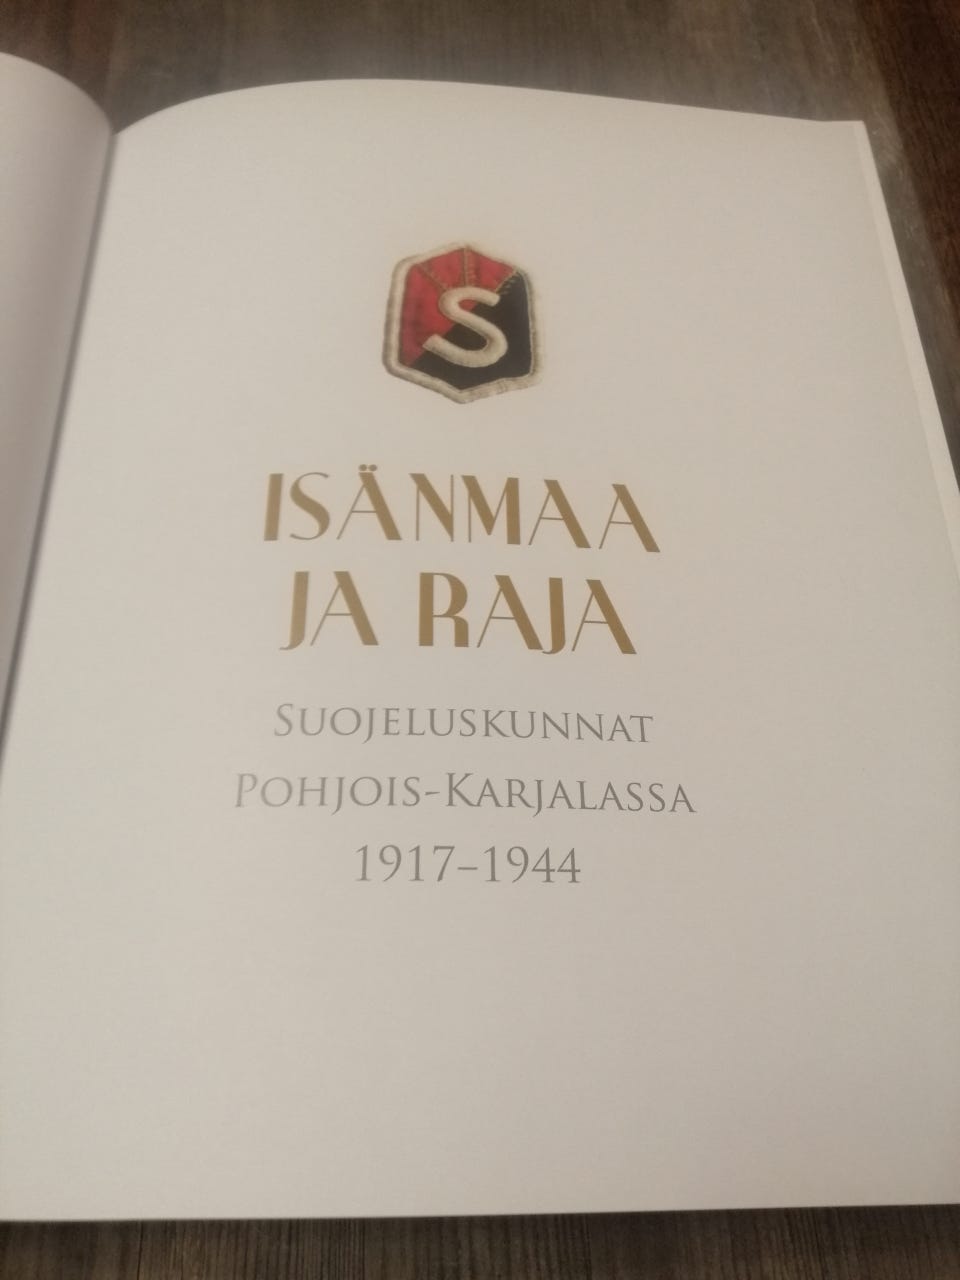 S
ISÄNMAA
JA RAJA
SUOJELUSKUNNAT
POHJOIS-KARJALASSA
1917–1944